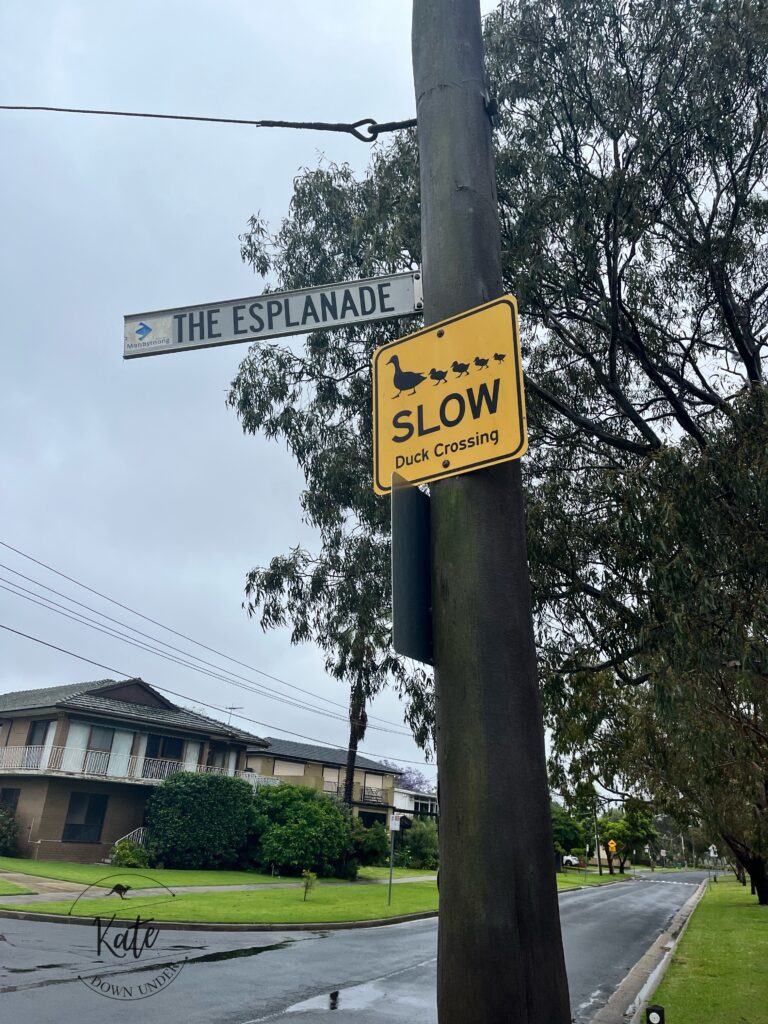 THE ESPLANADE
Maribyrnong
SLOW
Duck Crossing
Kate
DOWN UNDER